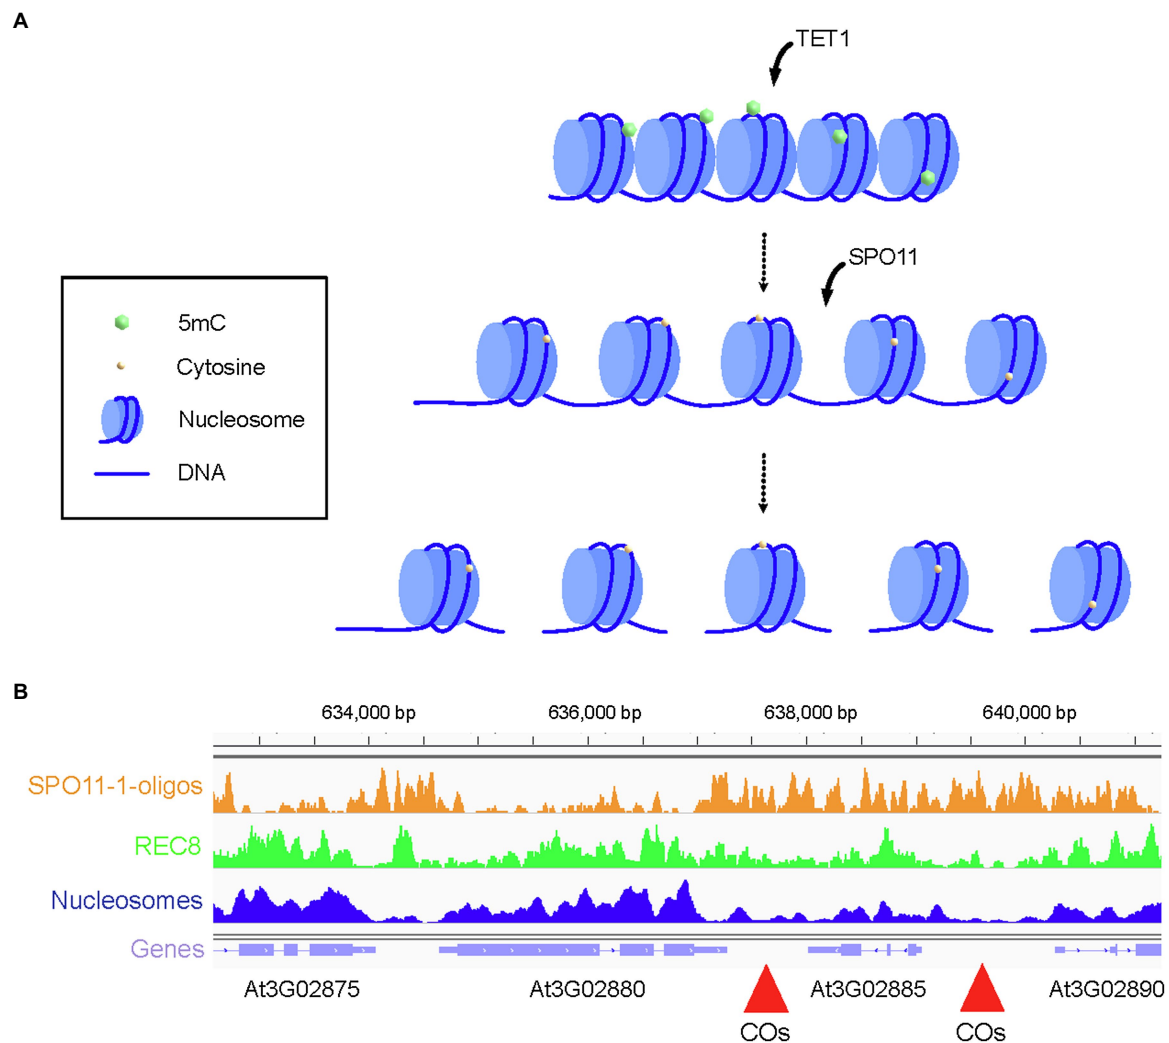 A
TET1
SPO11
5mC
Cytosine
Nucleosome
DNA
B
634,000 bp 636,000 bp 638,000 bp 640,000 bp
SPO11-1-oligos
REC8
Nucleosomes
Genes
At3G02875 At3G02880 At3G02885 At3G02890
COs COs